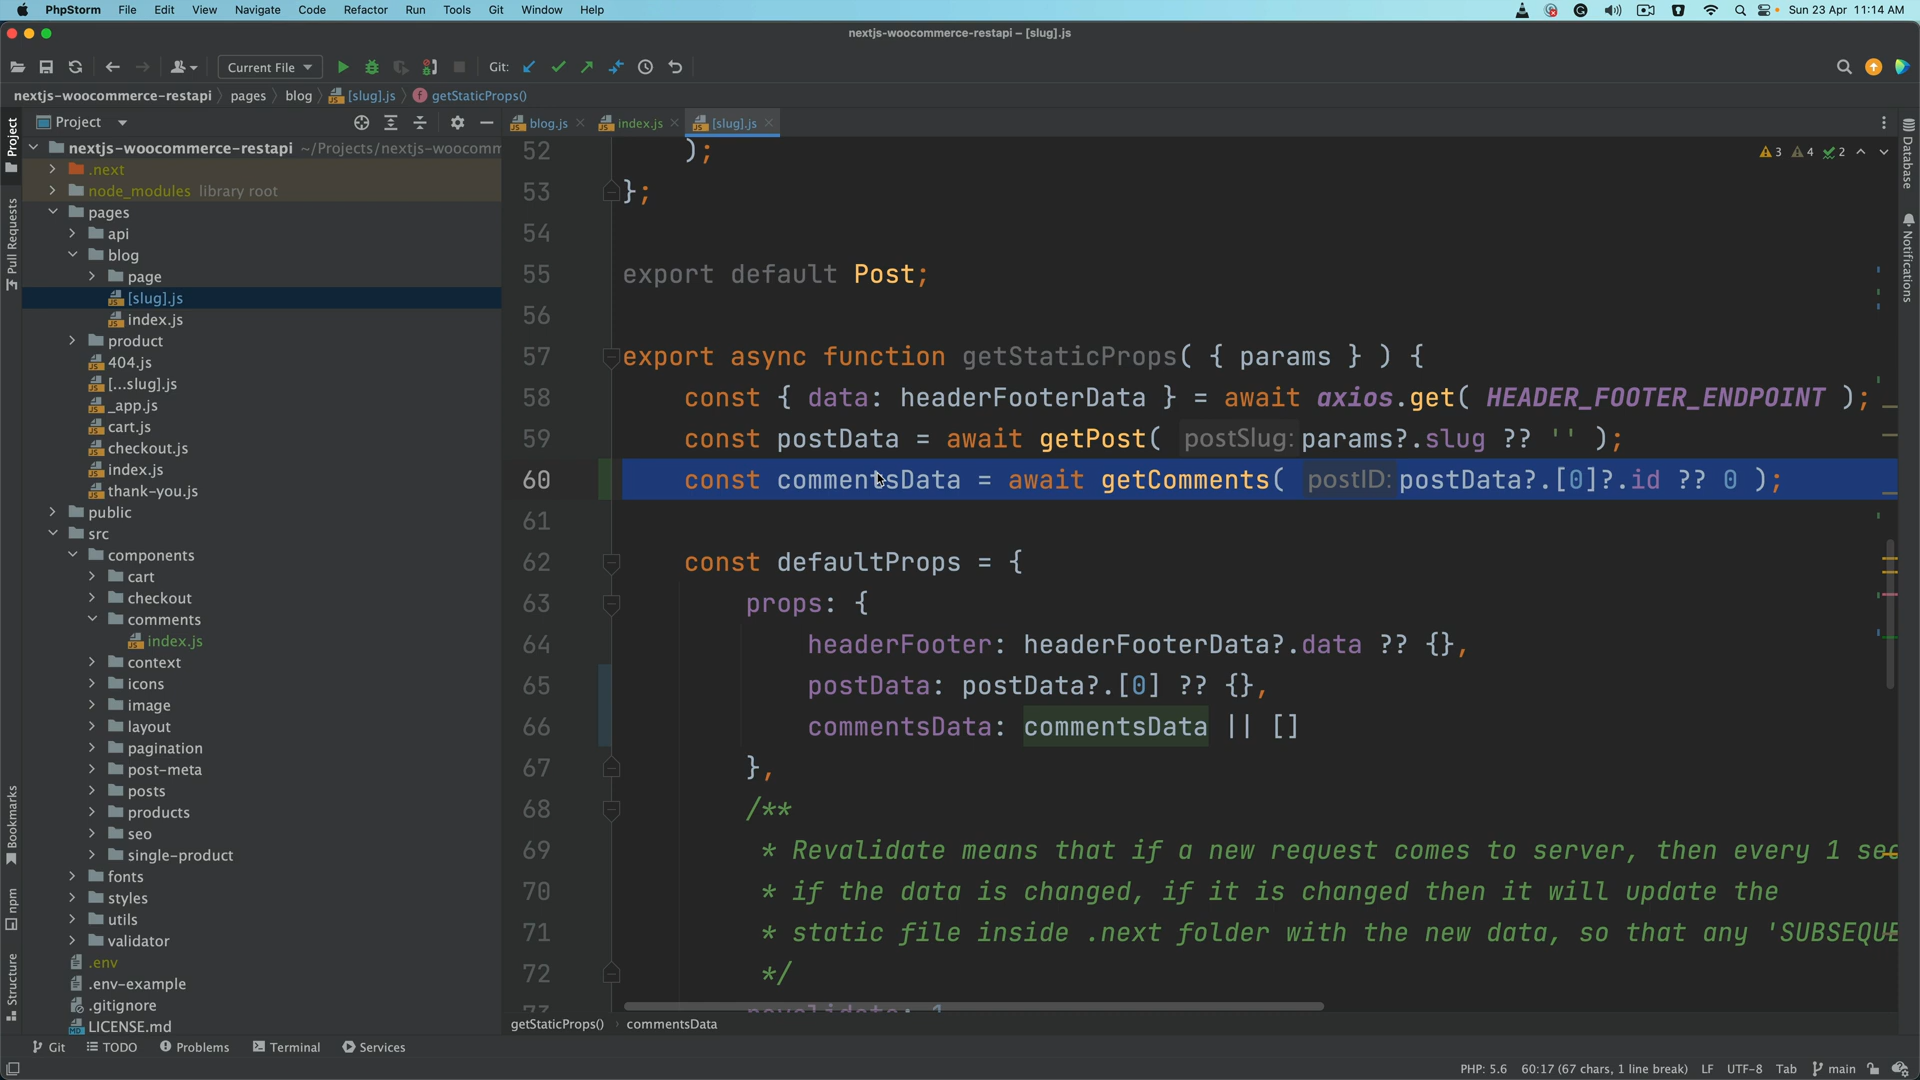 PhpStorm File Edit View Navigate Code Refactor Run Tools Git Window Help Sun 23 Apr 11:14 AM
nextjs-woocommerce-restapi – [slug].js
Current File Git:
nextjs-woocommerce-restapi pages blog [slug].js getStaticProps()
Project
blog.js index.js [slug].js
Project
Pull Requests
Bookmarks
npm
Structure
Database
Notifications
nextjs-woocommerce-restapi ~/Projects/nextjs-woocomm
.next
node_modules library root
pages
api
blog
page
[slug].js
index.js
product
404.js
[...slug].js
_app.js
cart.js
checkout.js
index.js
thank-you.js
public
src
components
cart
checkout
comments
index.js
context
icons
image
layout
pagination
post-meta
posts
products
seo
single-product
fonts
styles
utils
validator
.env
.env-example
.gitignore
LICENSE.md
3 4 2
52 );
53 };
54
55 export default Post;
56
57 export async function getStaticProps( { params } ) {
58 const { data: headerFooterData } = await axios.get( HEADER_FOOTER_ENDPOINT );
59 const postData = await getPost( postSlug: params?.slug ?? '' );
60 const commentsData = await getComments( postID: postData?.[0]?.id ?? 0 );
61
62 const defaultProps = {
63 props: {
64 headerFooter: headerFooterData?.data ?? {},
65 postData: postData?.[0] ?? {},
66 commentsData: commentsData || []
67 },
68 /**
69 * Revalidate means that if a new request comes to server, then every 1 sec
70 * if the data is changed, if it is changed then it will update the
71 * static file inside .next folder with the new data, so that any 'SUBSEQUE
72 */
73 revalidate: 1
getStaticProps() commentsData
Git TODO Problems Terminal Services
PHP: 5.6 60:17 (67 chars, 1 line break) LF UTF-8 Tab main